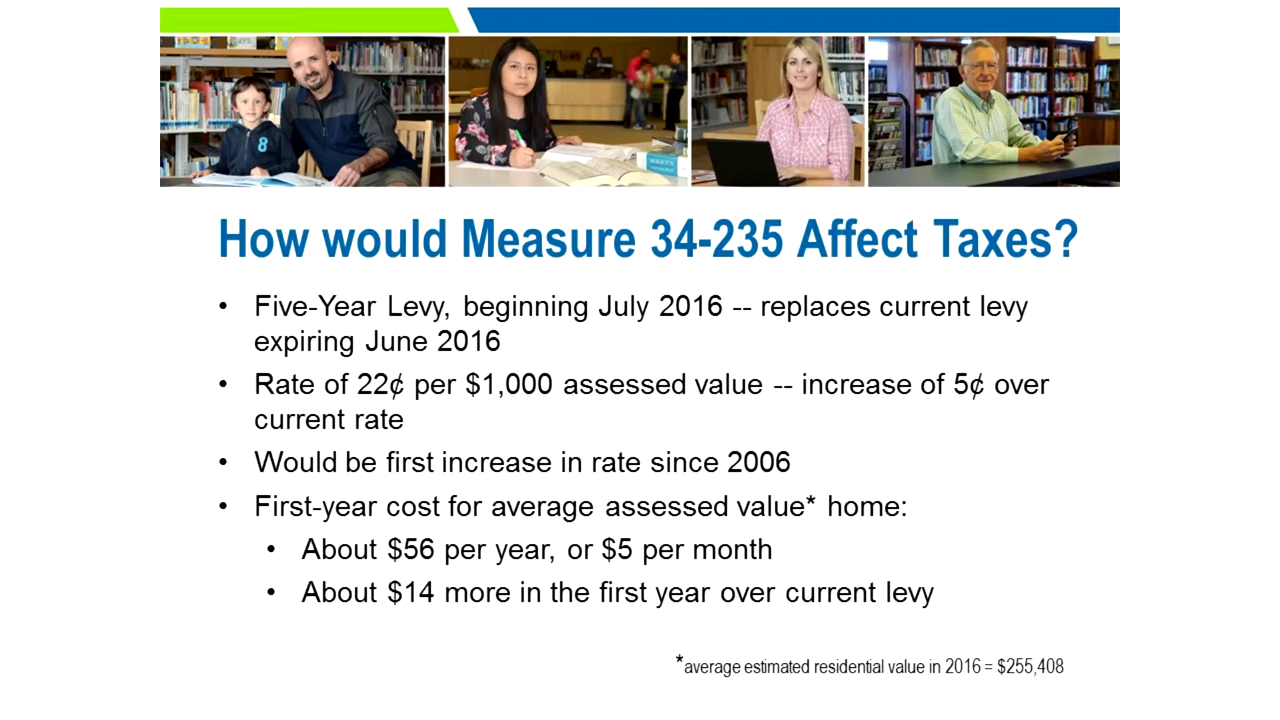 8
ROGET'S
How would Measure 34-235 Affect Taxes?
• Five-Year Levy, beginning July 2016 -- replaces current levy
expiring June 2016
• Rate of 22¢ per $1,000 assessed value -- increase of 5¢ over
current rate
• Would be first increase in rate since 2006
• First-year cost for average assessed value* home:
• About $56 per year, or $5 per month
• About $14 more in the first year over current levy
*average estimated residential value in 2016 = $255,408